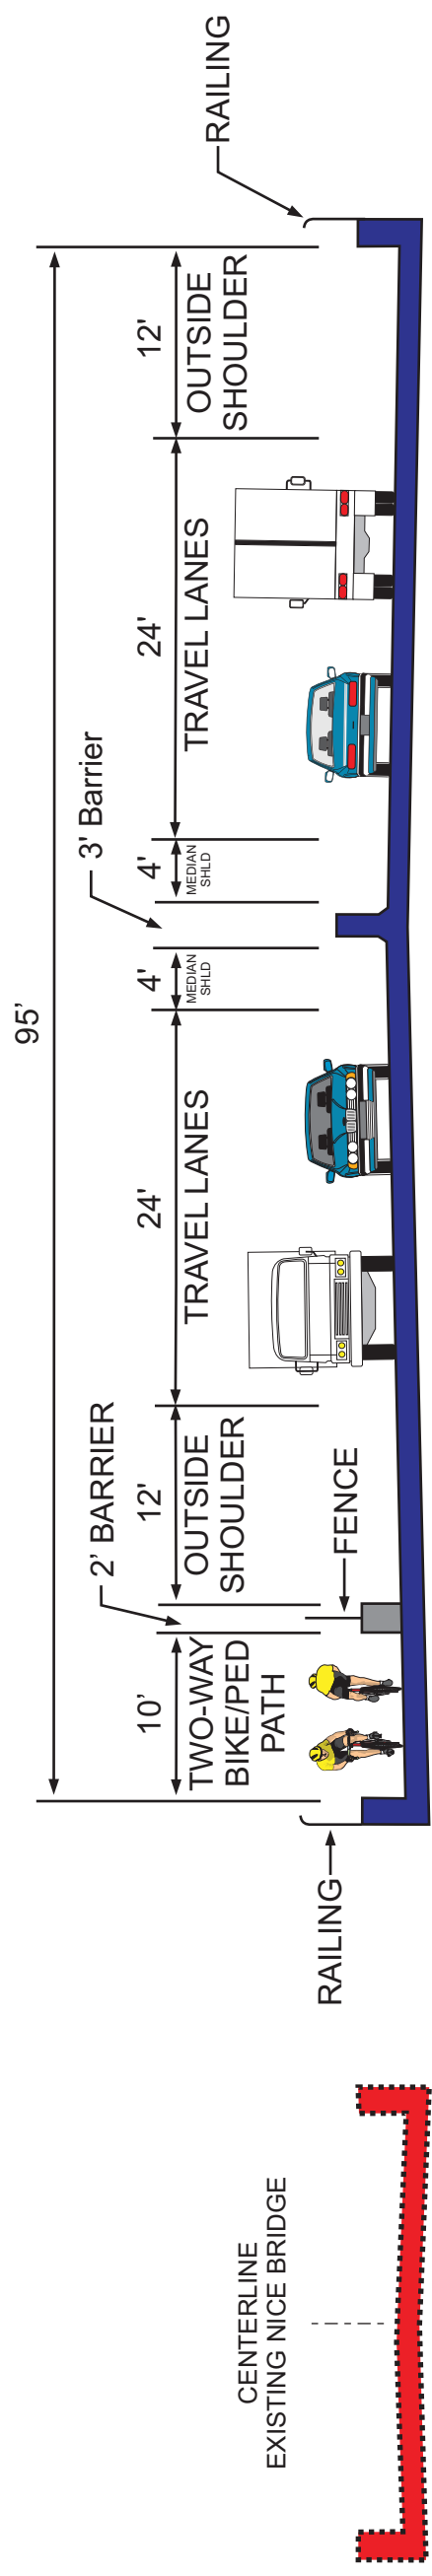 95'
3' Barrier
2' BARRIER
10'
TWO-WAY
BIKE/PED
PATH
12'
OUTSIDE
SHOULDER
24'
TRAVEL LANES
4'
MEDIAN
SHLD
4'
MEDIAN
SHLD
24'
TRAVEL LANES
12'
OUTSIDE
SHOULDER
RAILING
FENCE
RAILING
CENTERLINE
EXISTING NICE BRIDGE